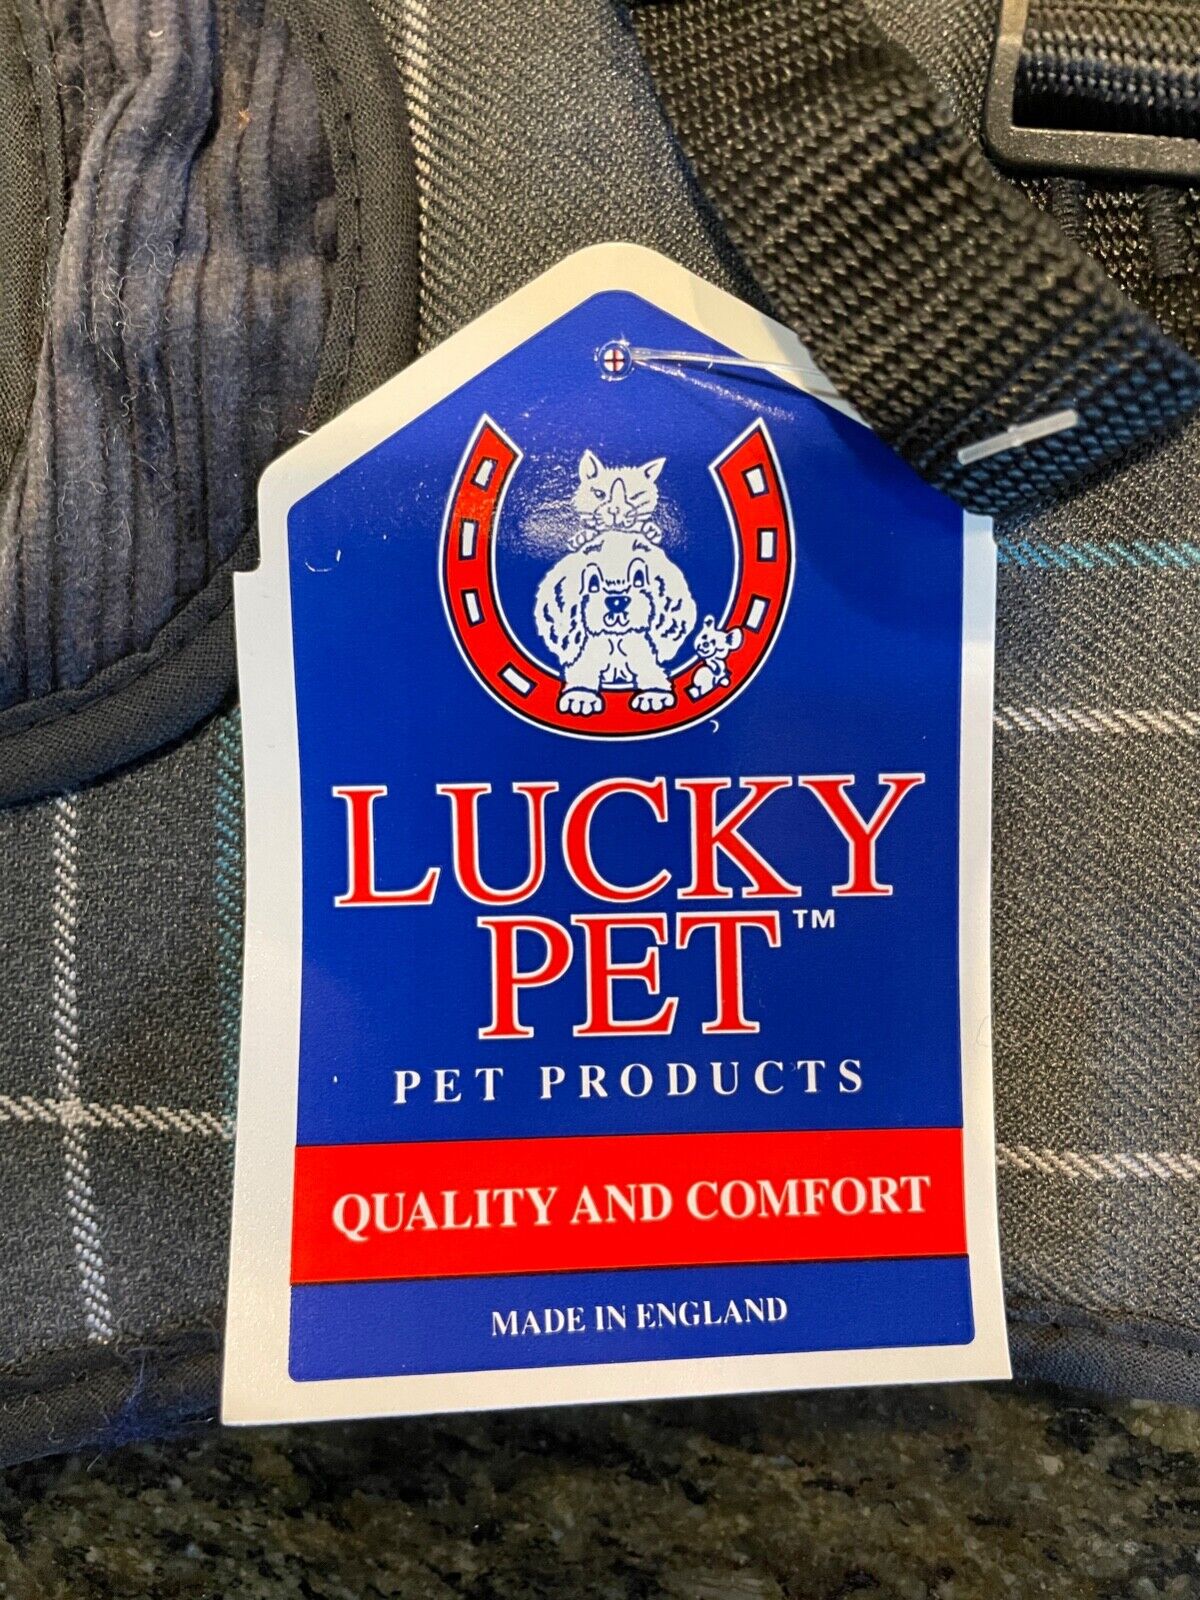 LUCKY
PET™
PET PRODUCTS
QUALITY AND COMFORT
MADE IN ENGLAND